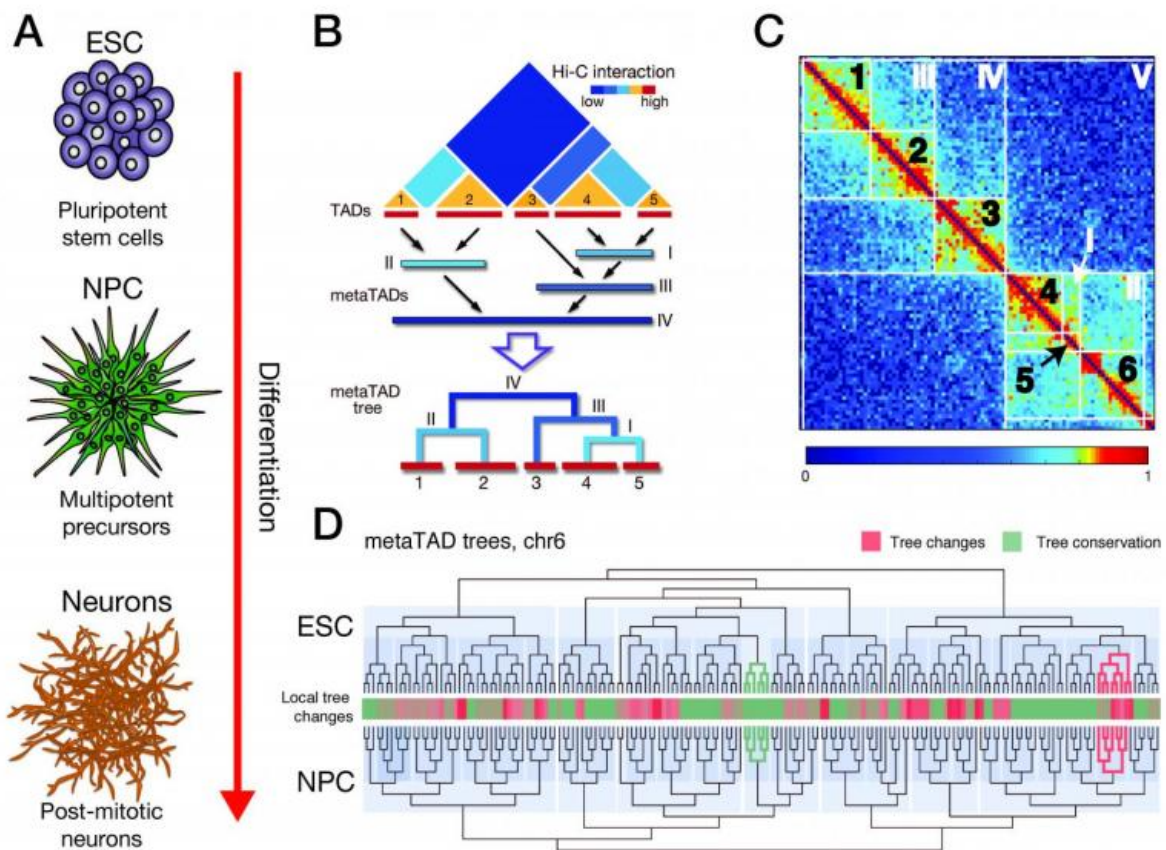 A
ESC
Pluripotent
stem cells
NPC
Multipotent
precursors
Neurons
Post-mitotic
neurons
Differentiation
B
Hi-C interaction
low high
1 2 3 4 5
TADs
I
II
III
metaTADs
IV
metaTAD
tree
IV
II III I
1 2 3 4 5
C
1 III IV V
2
3
I
4 II
5 6
0 1
D
metaTAD trees, chr6
Tree changes Tree conservation
ESC
Local tree
changes
NPC